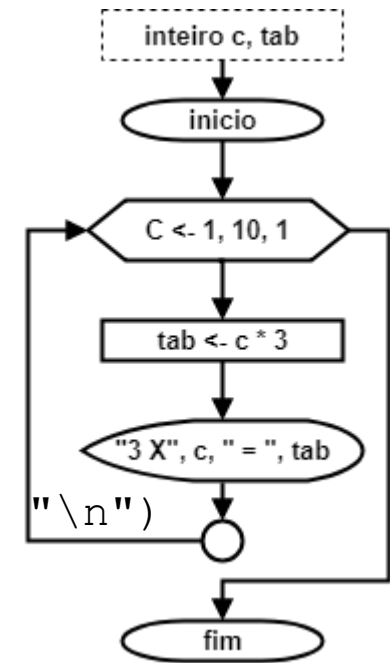 inteiro c, tab
inicio
C <- 1, 10, 1
tab <- c * 3
"3 X", c, " = ", tab
"\n")
fim